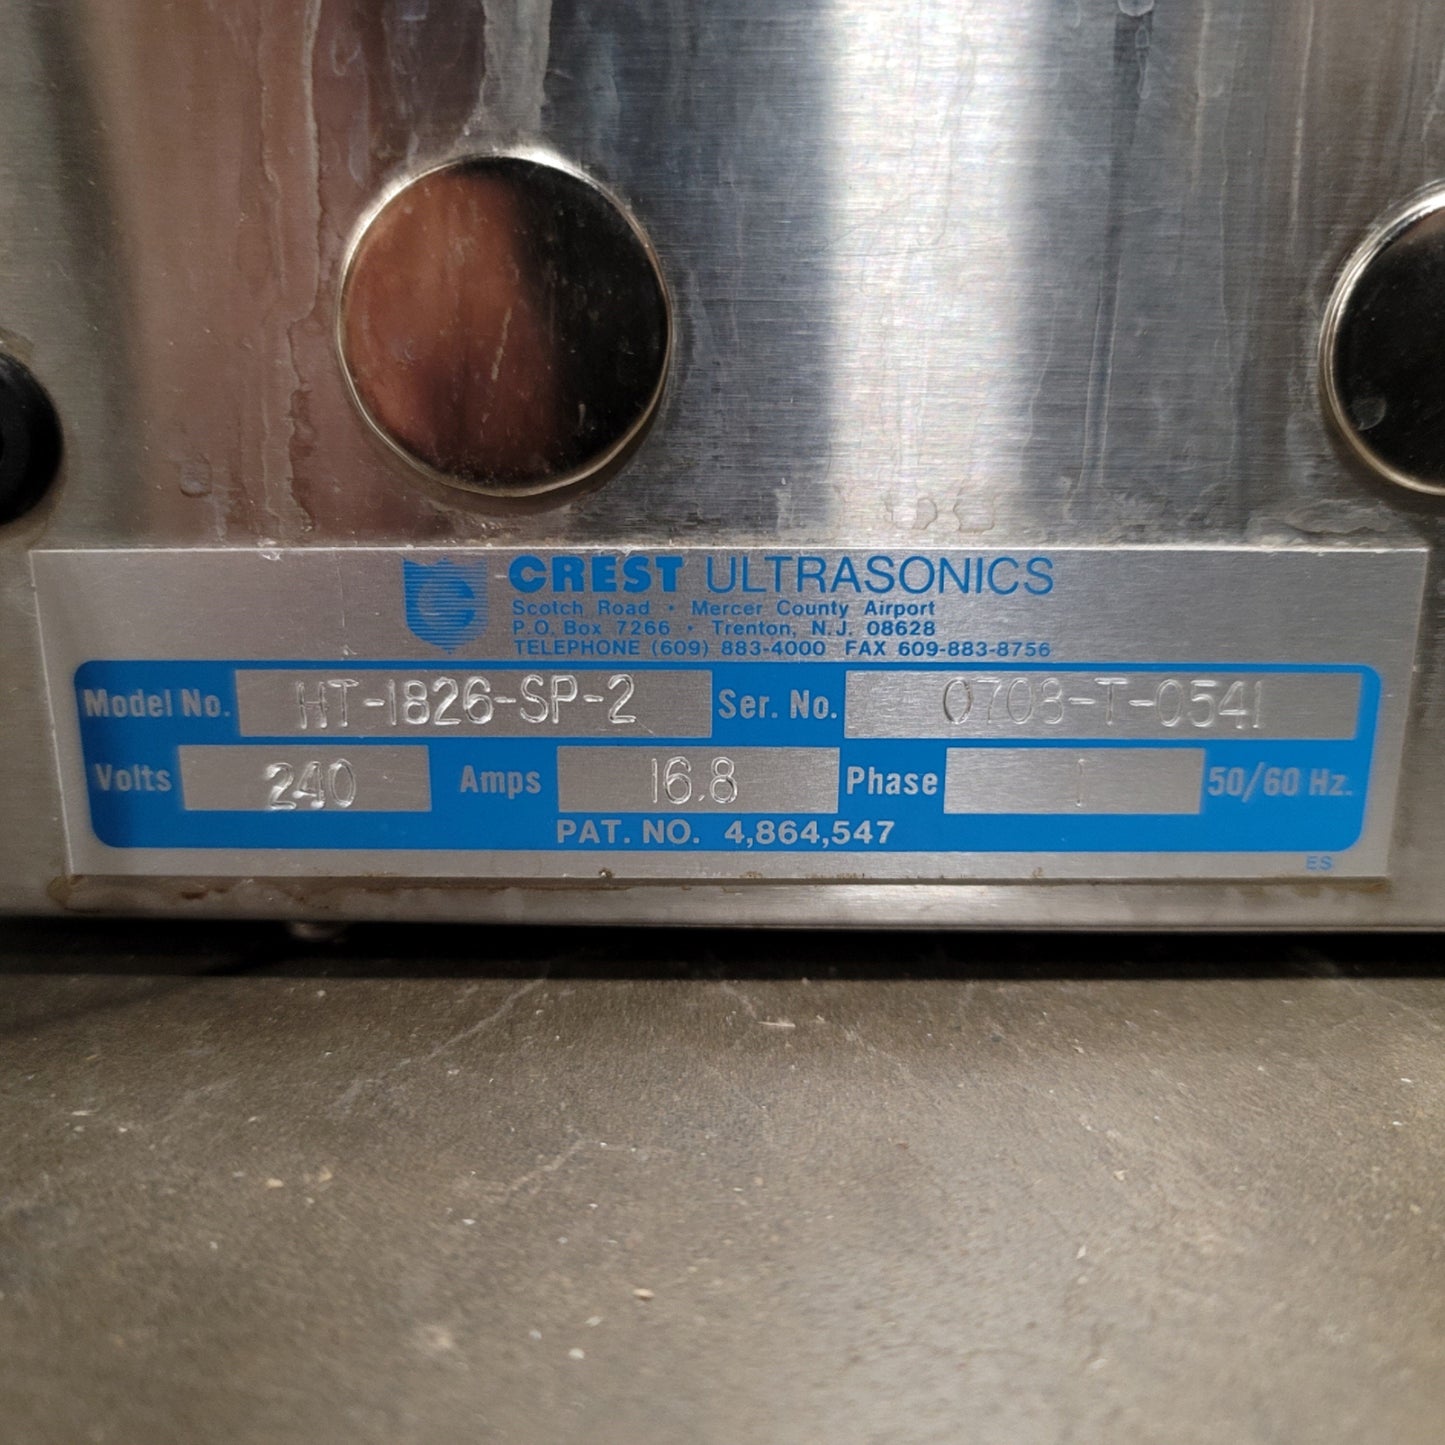 CREST ULTRASONICS
Scotch Road • Mercer County Airport
P.O. Box 7266 • Trenton, N.J. 08628
TELEPHONE (609) 883-4000 FAX 609-883-8756
Model No. HT-1826-SP-2 Ser. No. 0703-T-0541
Volts 240 Amps 16.8 Phase 1 50/60 Hz.
PAT. NO. 4,864,547
ES